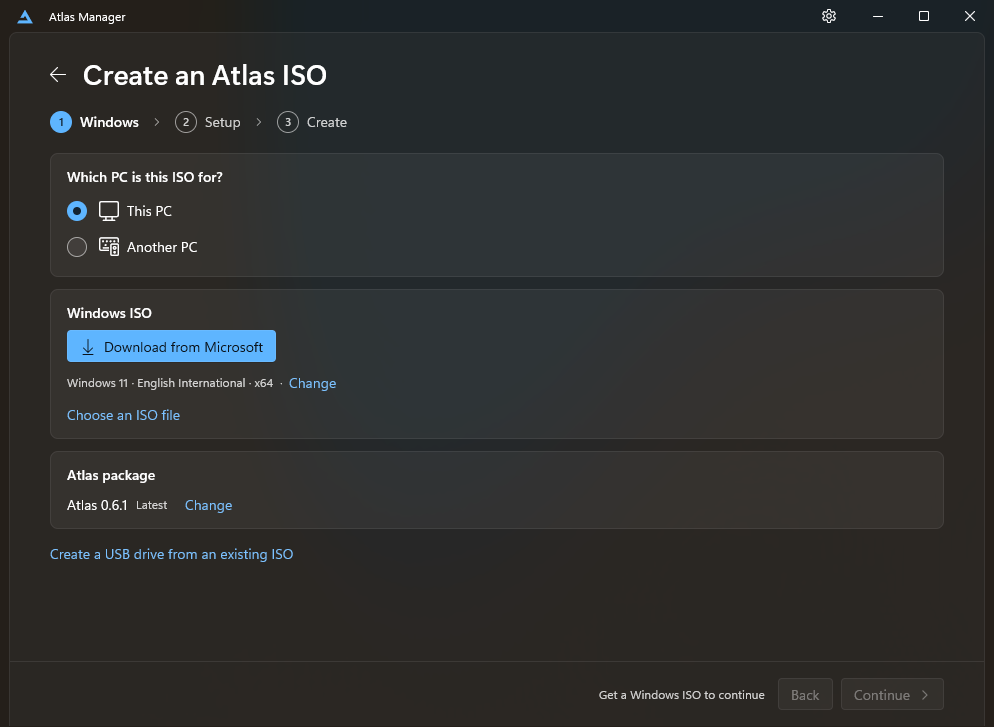 Atlas Manager
Create an Atlas ISO
1 Windows > 2 Setup > 3 Create
Which PC is this ISO for?
This PC
Another PC
Windows ISO
Download from Microsoft
Windows 11 · English International · x64 · Change
Choose an ISO file
Atlas package
Atlas 0.6.1 Latest Change
Create a USB drive from an existing ISO
Get a Windows ISO to continue Back Continue >